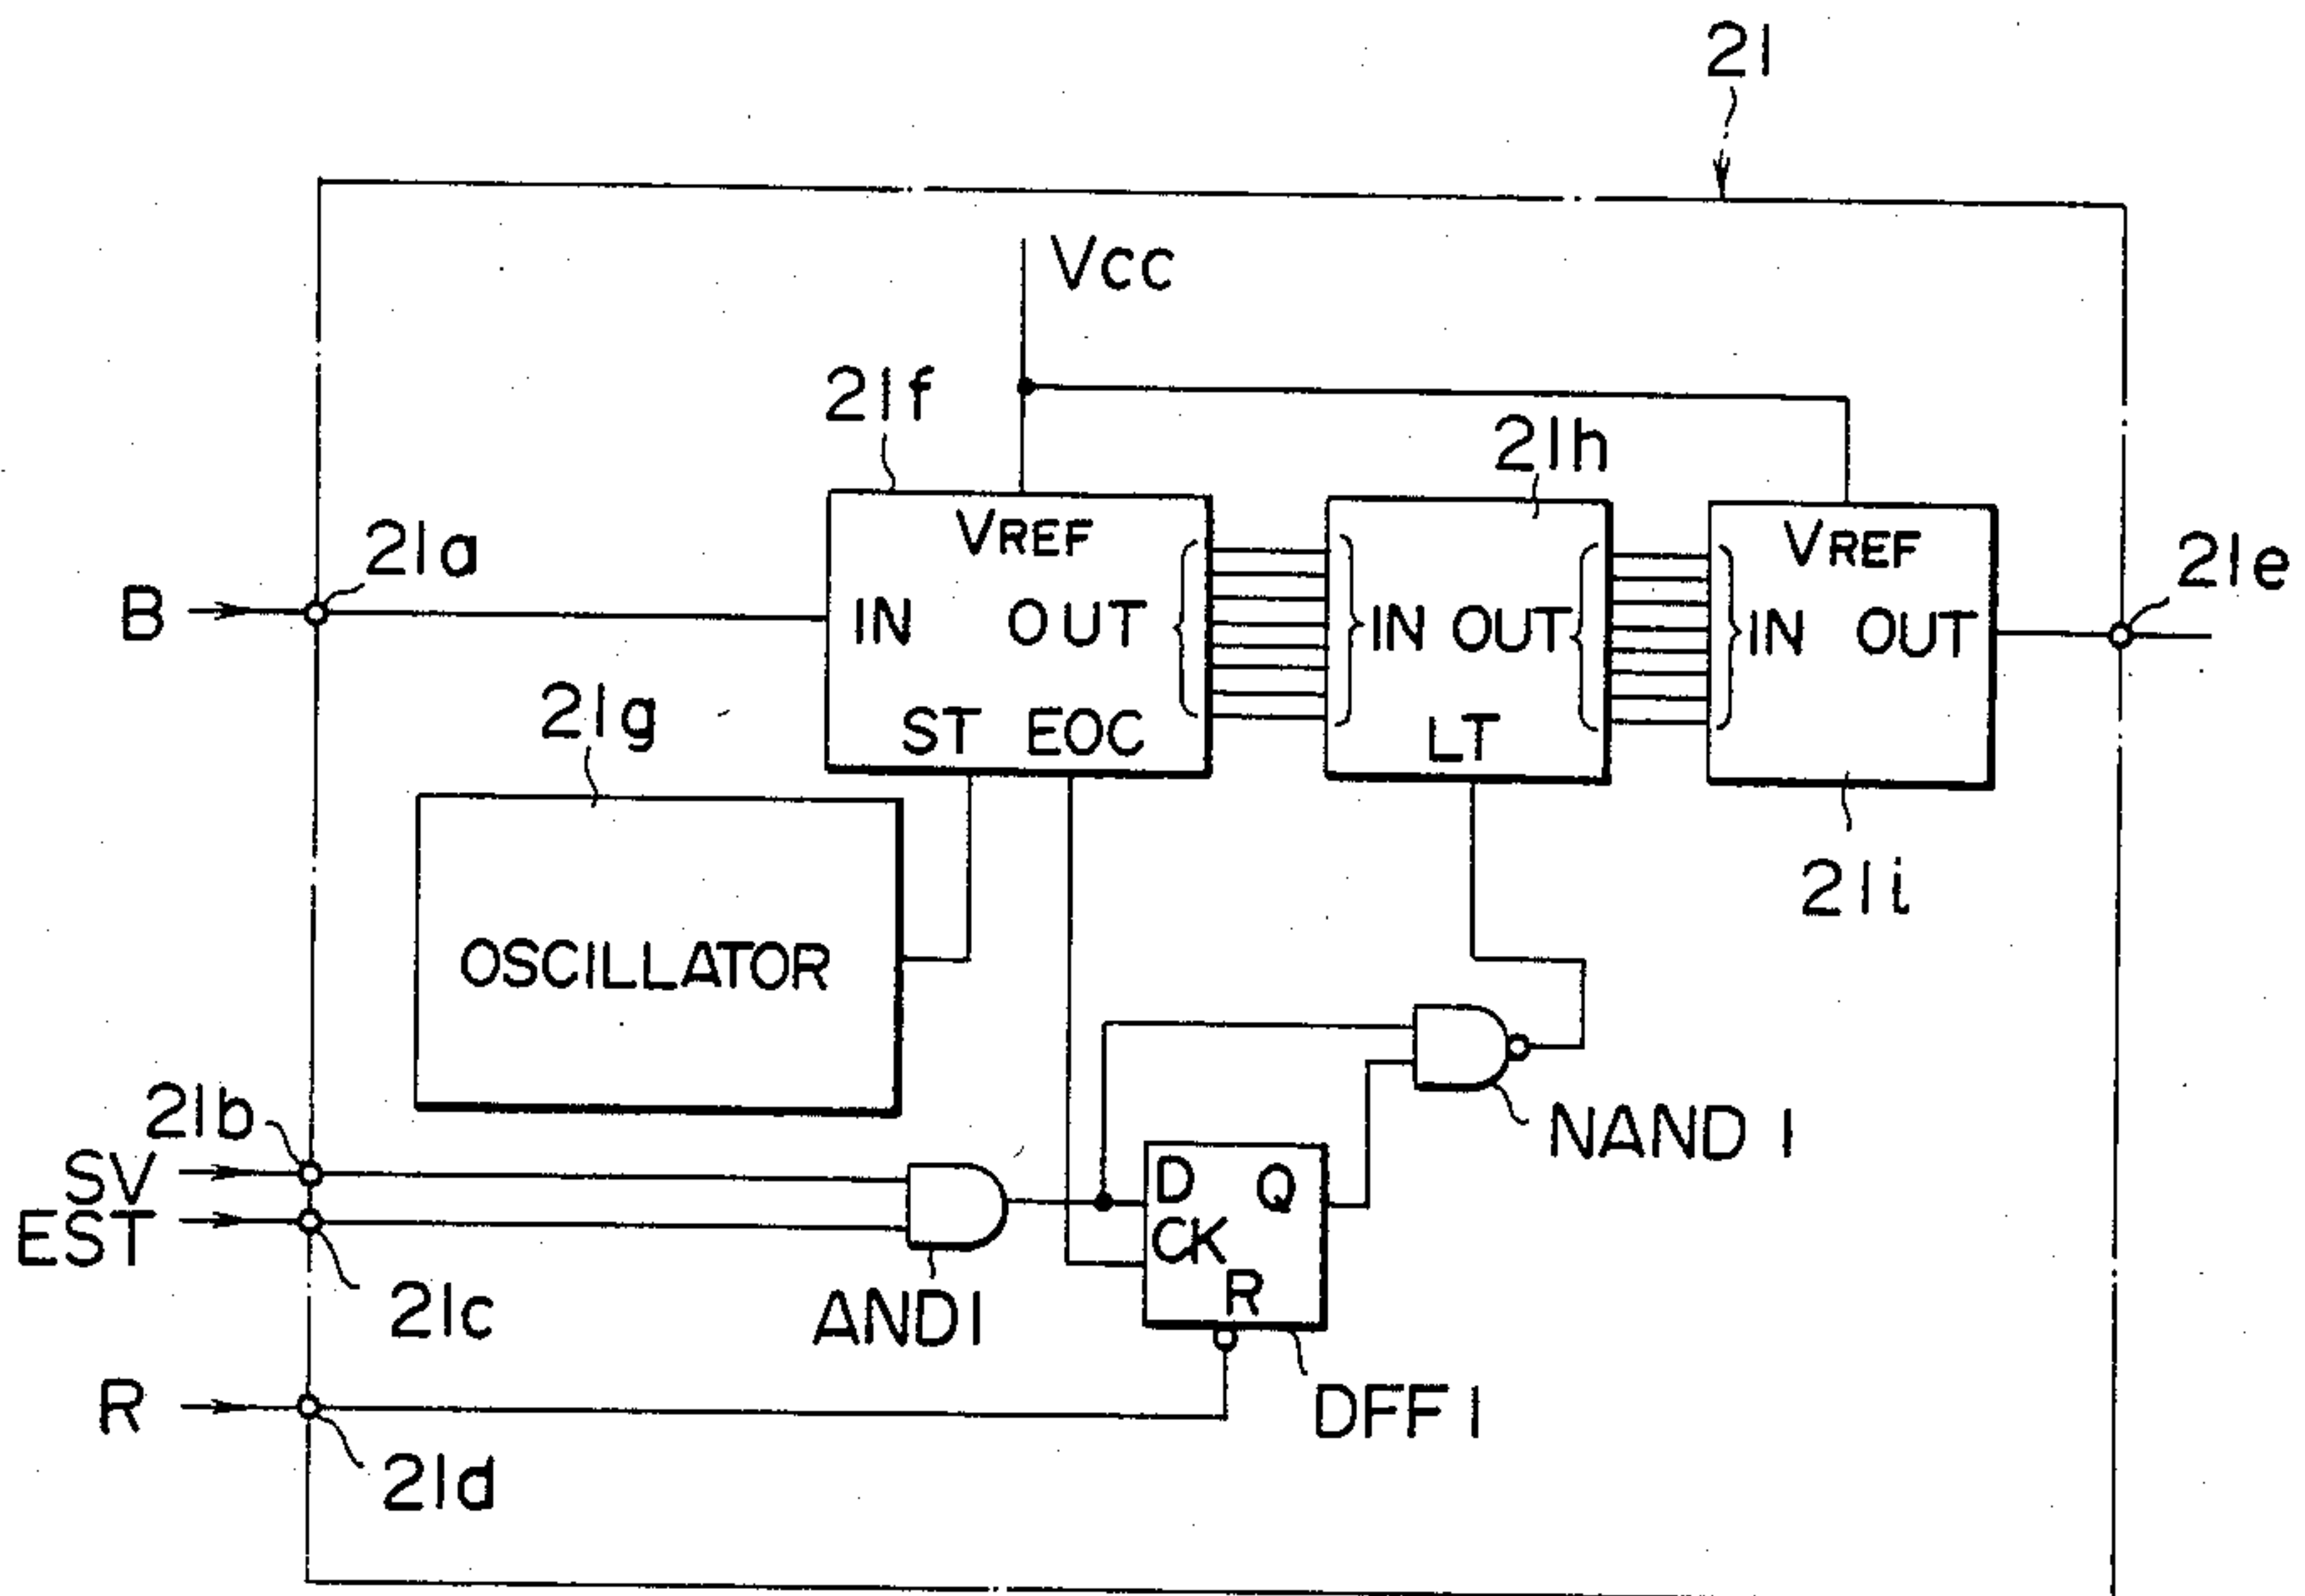 21
Vcc
21f
21h
VREF
VREF
21a
21e
B
IN OUT
IN OUT
IN OUT
21g
ST EOC
LT
21i
OSCILLATOR
21b
NAND 1
SV
D Q
EST
CK
R
21c
AND1
R
DFF1
21d